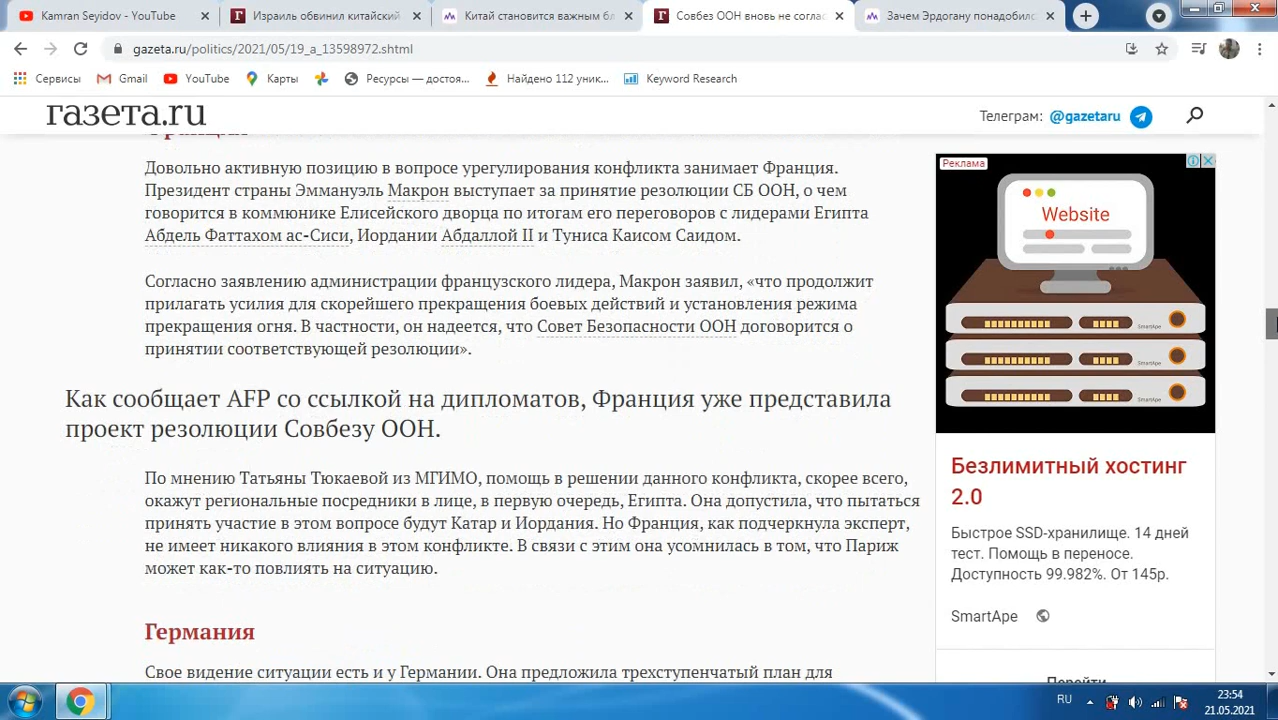 Kamran Seyidov - YouTube
Израиль обвинил китайский
Китай становится важным бл
Совбез ООН вновь не соглас
Зачем Эрдогану понадобилс
gazeta.ru/politics/2021/05/19_a_13598972.shtml
Сервисы
Gmail
YouTube
Карты
Ресурсы — достоя...
Найдено 112 уник...
Keyword Research
газета.ru
Телеграм: @gazetaru
Франция
Довольно активную позицию в вопросе урегулирования конфликта занимает Франция.
Президент страны Эммануэль Макрон выступает за принятие резолюции СБ ООН, о чем
говорится в коммюнике Елисейского дворца по итогам его переговоров с лидерами Египта
Абдель Фаттахом ас-Сиси, Иордании Абдаллой II и Туниса Каисом Саидом.
Согласно заявлению администрации французского лидера, Макрон заявил, «что продолжит
прилагать усилия для скорейшего прекращения боевых действий и установления режима
прекращения огня. В частности, он надеется, что Совет Безопасности ООН договорится о
принятии соответствующей резолюции».
Как сообщает AFP со ссылкой на дипломатов, Франция уже представила
проект резолюции Совбезу ООН.
По мнению Татьяны Тюкаевой из МГИМО, помощь в решении данного конфликта, скорее всего,
окажут региональные посредники в лице, в первую очередь, Египта. Она допустила, что пытаться
принять участие в этом вопросе будут Катар и Иордания. Но Франция, как подчеркнула эксперт,
не имеет никакого влияния в этом конфликте. В связи с этим она усомнилась в том, что Париж
может как-то повлиять на ситуацию.
Германия
Свое видение ситуации есть и у Германии. Она предложила трехступенчатый план для
Реклама
Website
SmartApe
SmartApe
SmartApe
Безлимитный хостинг
2.0
Быстрое SSD-хранилище. 14 дней
тест. Помощь в переносе.
Доступность 99.982%. От 145р.
SmartApe
Перейти
RU
23:54
21.05.2021